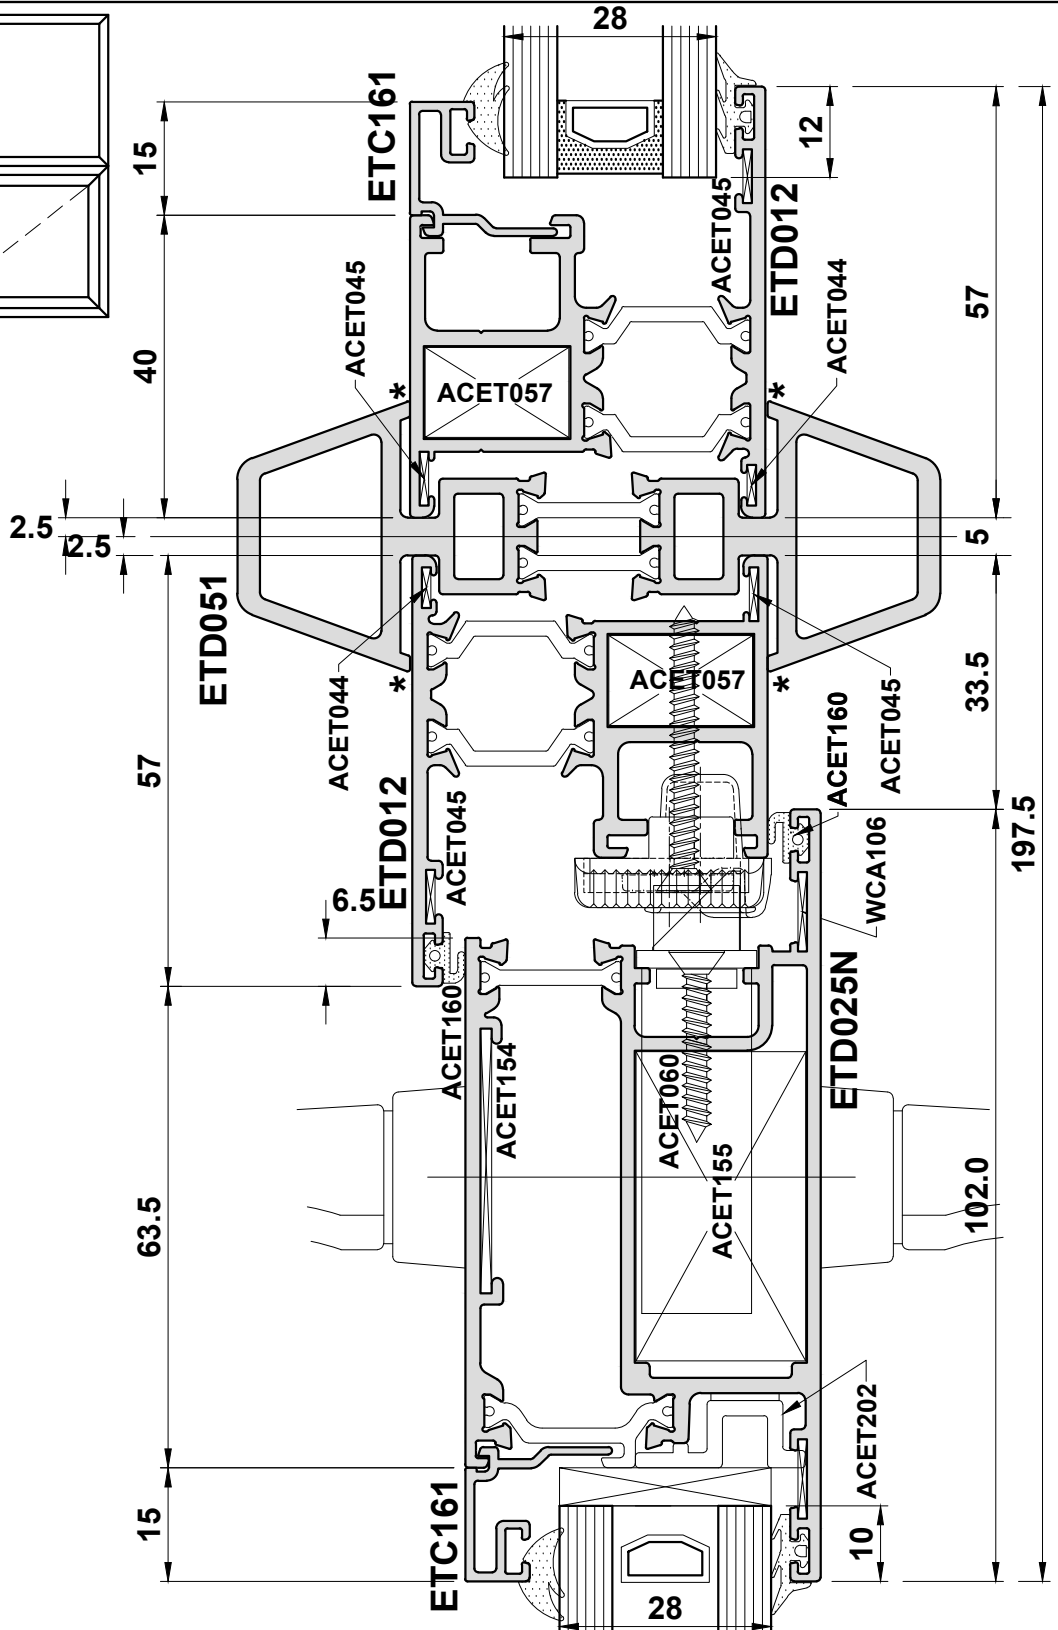 28
ETC161
15
12
ACET045
ETD012
57
ACET045
ACET044
40
*
ACET057
*
2.5
2.5
5
ETD051
ACET044
*
ACET057
*
33.5
ACET045
ACET160
197.5
57
ETD012
ACET045
WCA106
6.5
ETD025N
ACET160
ACET154
ACET060
ACET155
63.5
102.0
ACET202
15
ETC161
10
28